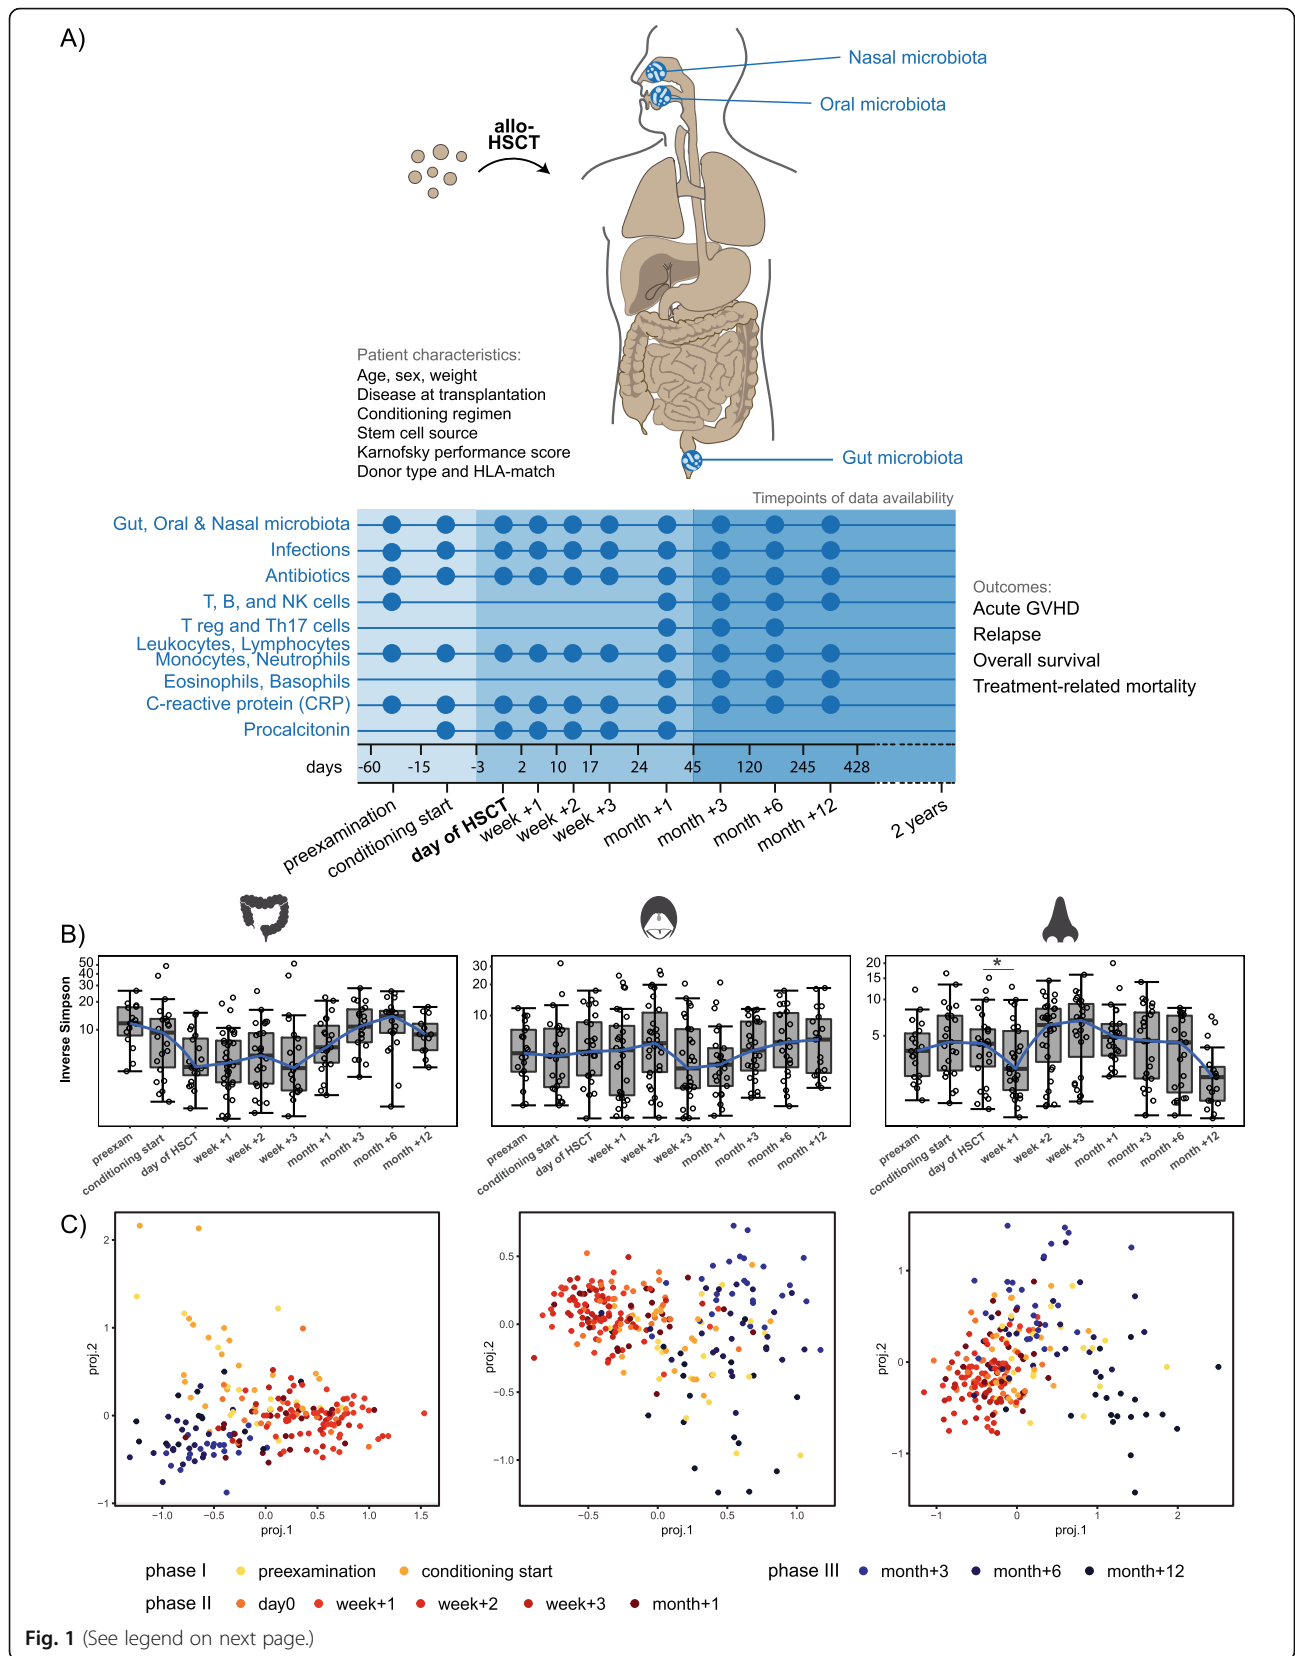 A)
Nasal microbiota
Oral microbiota
allo-
HSCT
Patient characteristics:
Age, sex, weight
Disease at transplantation
Conditioning regimen
Stem cell source
Karnofsky performance score
Donor type and HLA-match
Gut microbiota
Timepoints of data availability
Gut, Oral & Nasal microbiota
Infections
Antibiotics
T, B, and NK cells
T reg and Th17 cells
Leukocytes, Lymphocytes
Monocytes, Neutrophils
Eosinophils, Basophils
C-reactive protein (CRP)
Procalcitonin
Outcomes:
Acute GVHD
Relapse
Overall survival
Treatment-related mortality
days -60 -15 -3 2 10 17 24 45 120 245 428
preexamination conditioning start day of HSCT week +1 week +2 week +3 month +1 month +3 month +6 month +12 2 years
B)
Inverse Simpson
50
40
30
20
10
preexam conditioning start day of HSCT week +1 week +2 week +3 month +1 month +3 month +6 month +12
30
20
10
preexam conditioning start day of HSCT week +1 week +2 week +3 month +1 month +3 month +6 month +12
20
15
10
5
*
preexam conditioning start day of HSCT week +1 week +2 week +3 month +1 month +3 month +6 month +12
C)
proj.2
2
1
0
−1
−1.0 −0.5 0.0 0.5 1.0 1.5
proj.1
proj.2
0.5
0.0
−0.5
−1.0
−0.5 0.0 0.5 1.0
proj.1
proj.2
1
0
−1
−1 0 1 2
proj.1
phase I preexamination conditioning start phase III month+3 month+6 month+12
phase II day0 week+1 week+2 week+3 month+1
Fig. 1 (See legend on next page.)